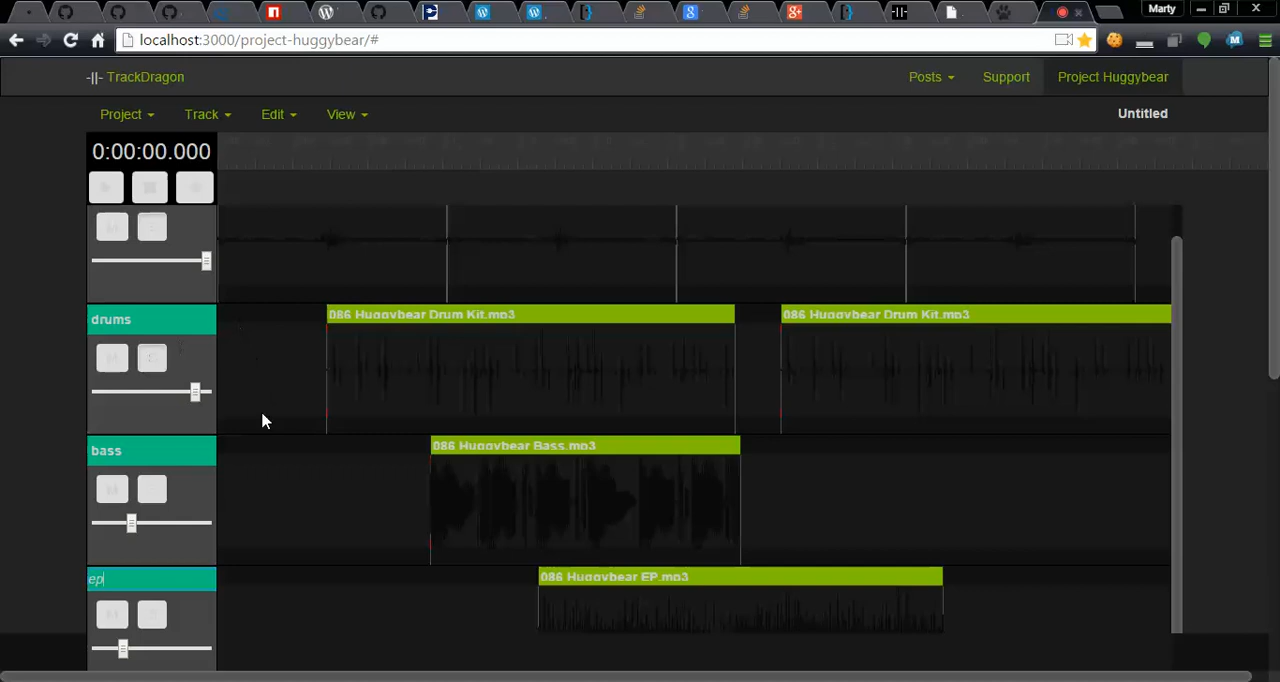 Marty
localhost:3000/project-huggybear/#
-||- TrackDragon
Posts
Support
Project Huggybear
Project
Track
Edit
View
Untitled
0:00:00.000
drums
086 Huggybear Drum Kit.mp3
086 Huggybear Drum Kit.mp3
M
bass
086 Huggybear Bass.mp3
M
ep
086 Huggybear EP.mp3
M